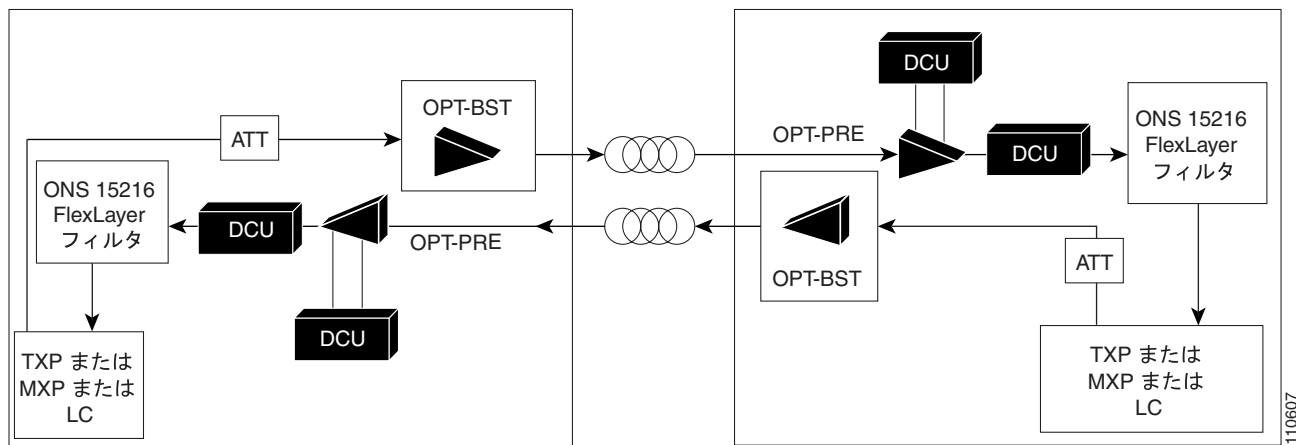 DCU
OPT-BST
ATT
OPT-PRE
DCU
ONS 15216
FlexLayer
フィルタ
ONS 15216
FlexLayer
フィルタ
DCU
OPT-PRE
OPT-BST
ATT
DCU
TXP または
MXP または
LC
TXP または
MXP または
LC
110607